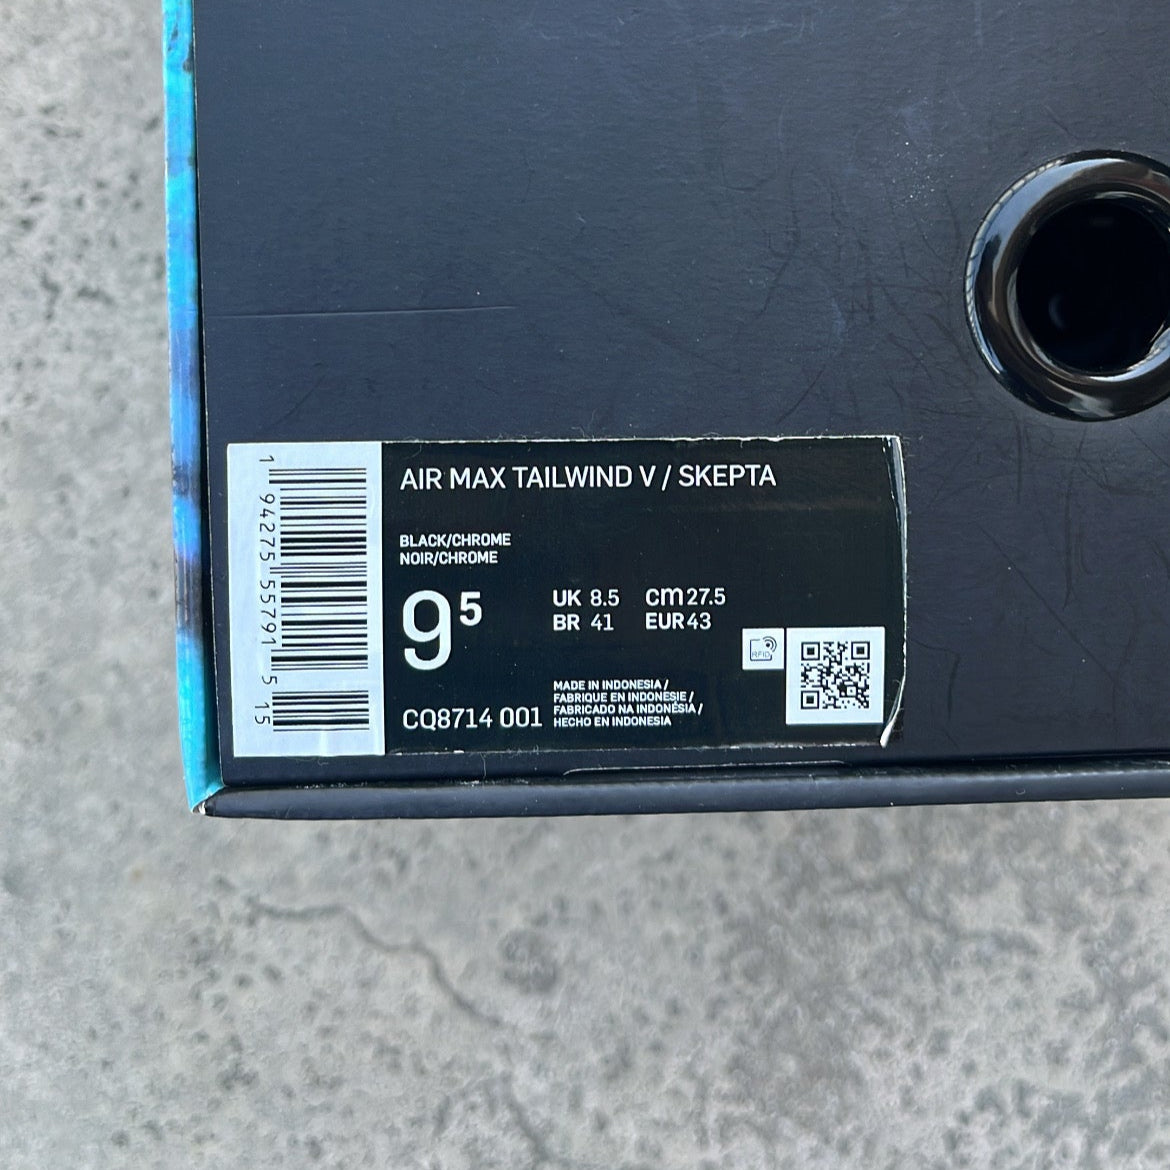 1 94275 55791 5 15
AIR MAX TAILWIND V / SKEPTA
BLACK/CHROME
NOIR/CHROME
9⁵
UK 8.5 cm 27.5
BR 41 EUR 43
RFID
MADE IN INDONESIA /
FABRIQUE EN INDONESIE /
FABRICADO NA INDONÉSIA /
HECHO EN INDONESIA
CQ8714 001